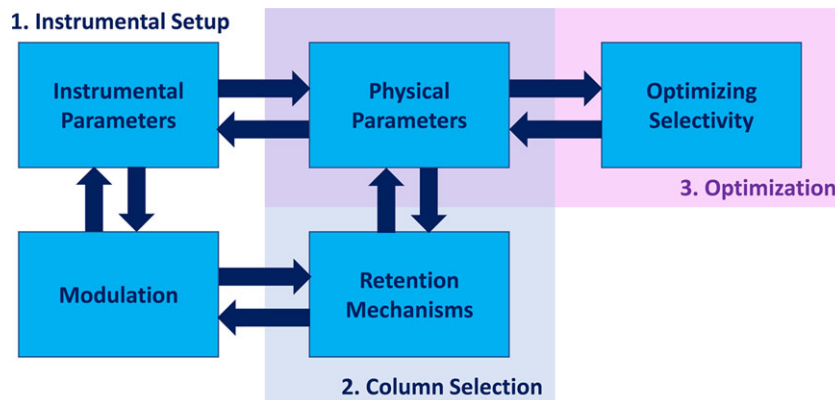 1. Instrumental Setup
Instrumental
Parameters
Physical
Parameters
Optimizing
Selectivity
3. Optimization
Modulation
Retention
Mechanisms
2. Column Selection